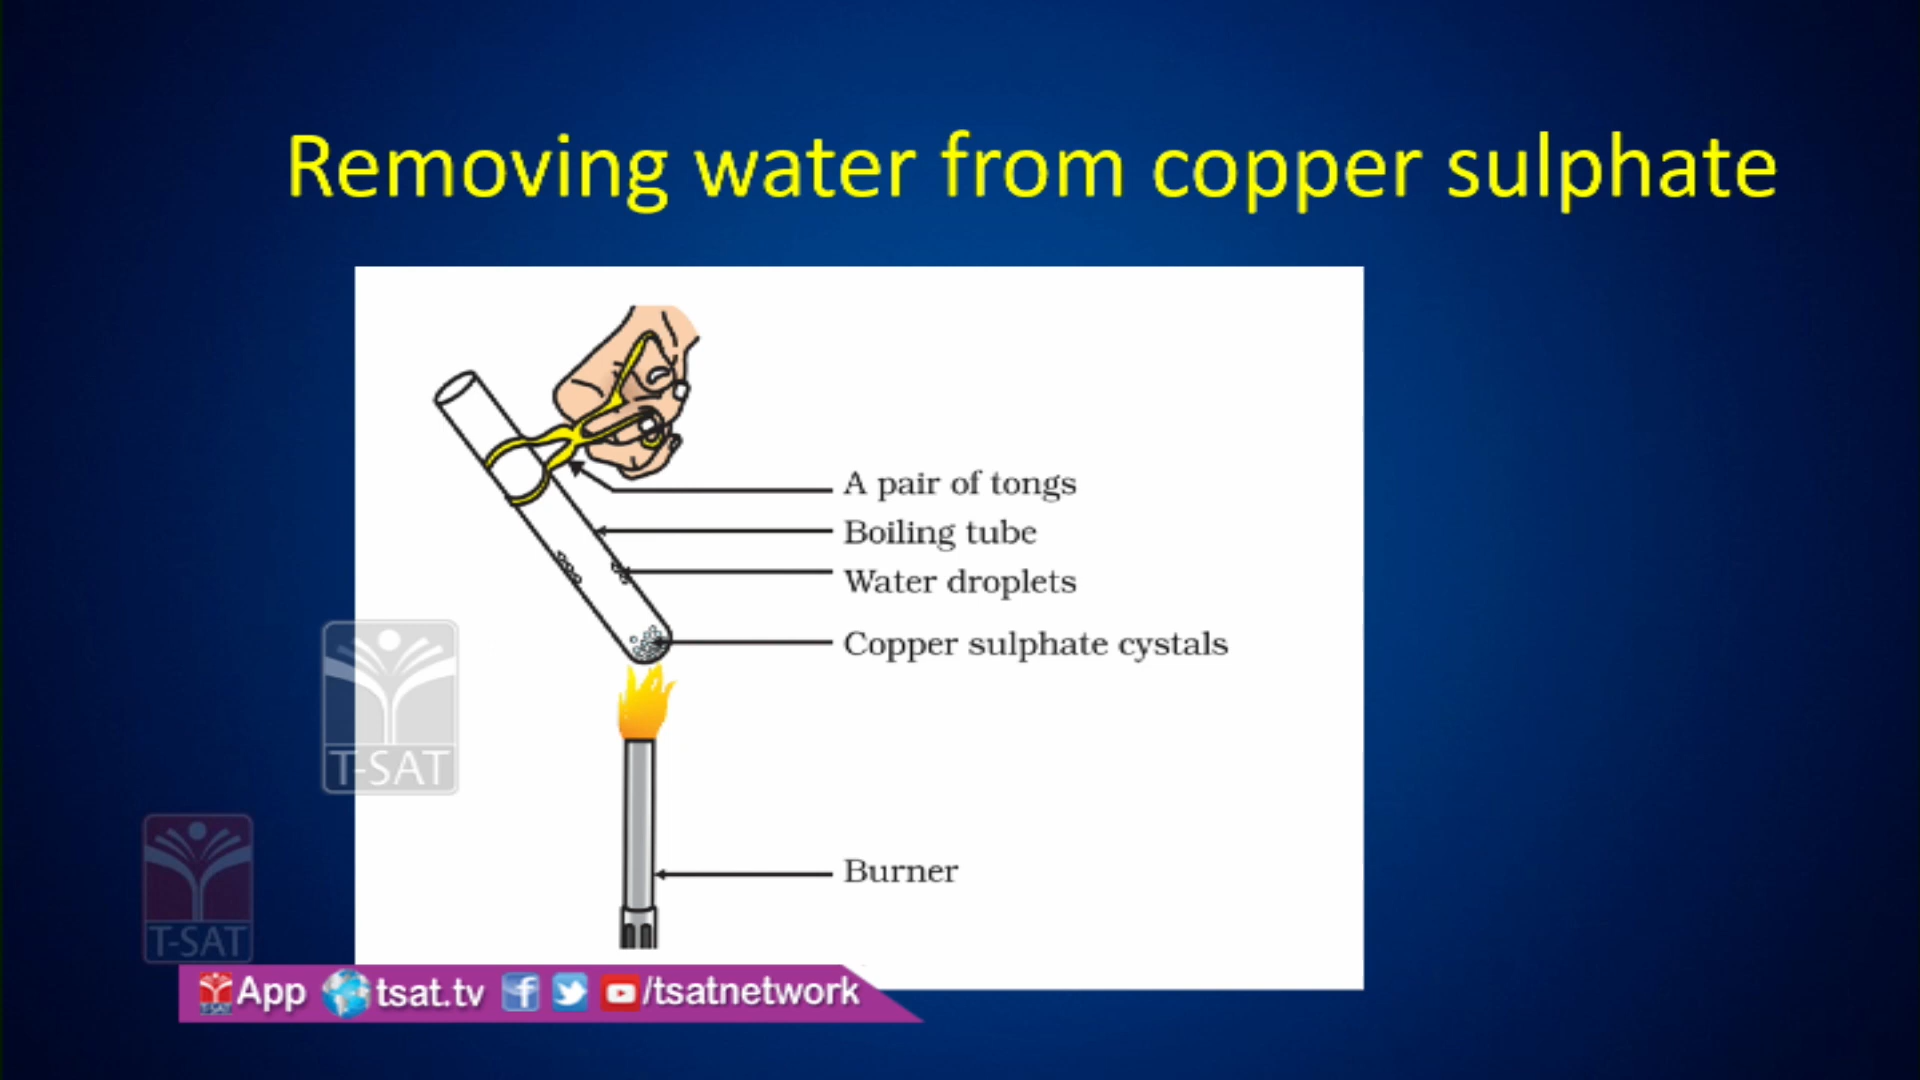 Removing water from copper sulphate
A pair of tongs
Boiling tube
Water droplets
Copper sulphate cystals
T-SAT
Burner
T-SAT
T-SAT App tsat.tv /tsatnetwork